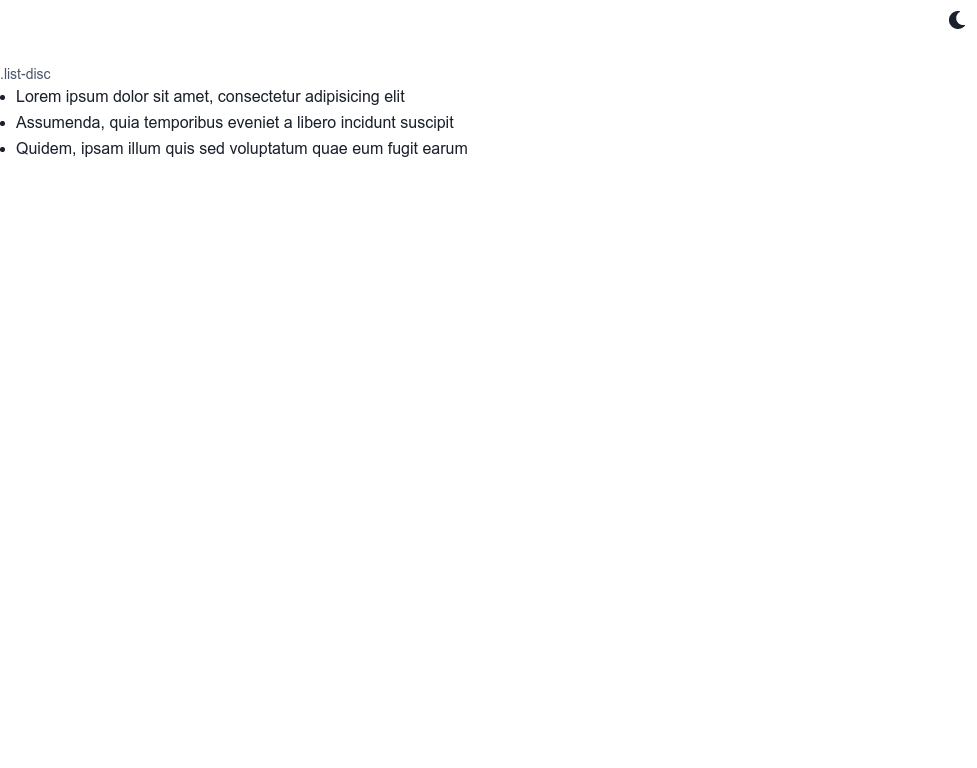 .list-disc
• Lorem ipsum dolor sit amet, consectetur adipisicing elit
• Assumenda, quia temporibus eveniet a libero incidunt suscipit
• Quidem, ipsam illum quis sed voluptatum quae eum fugit earum